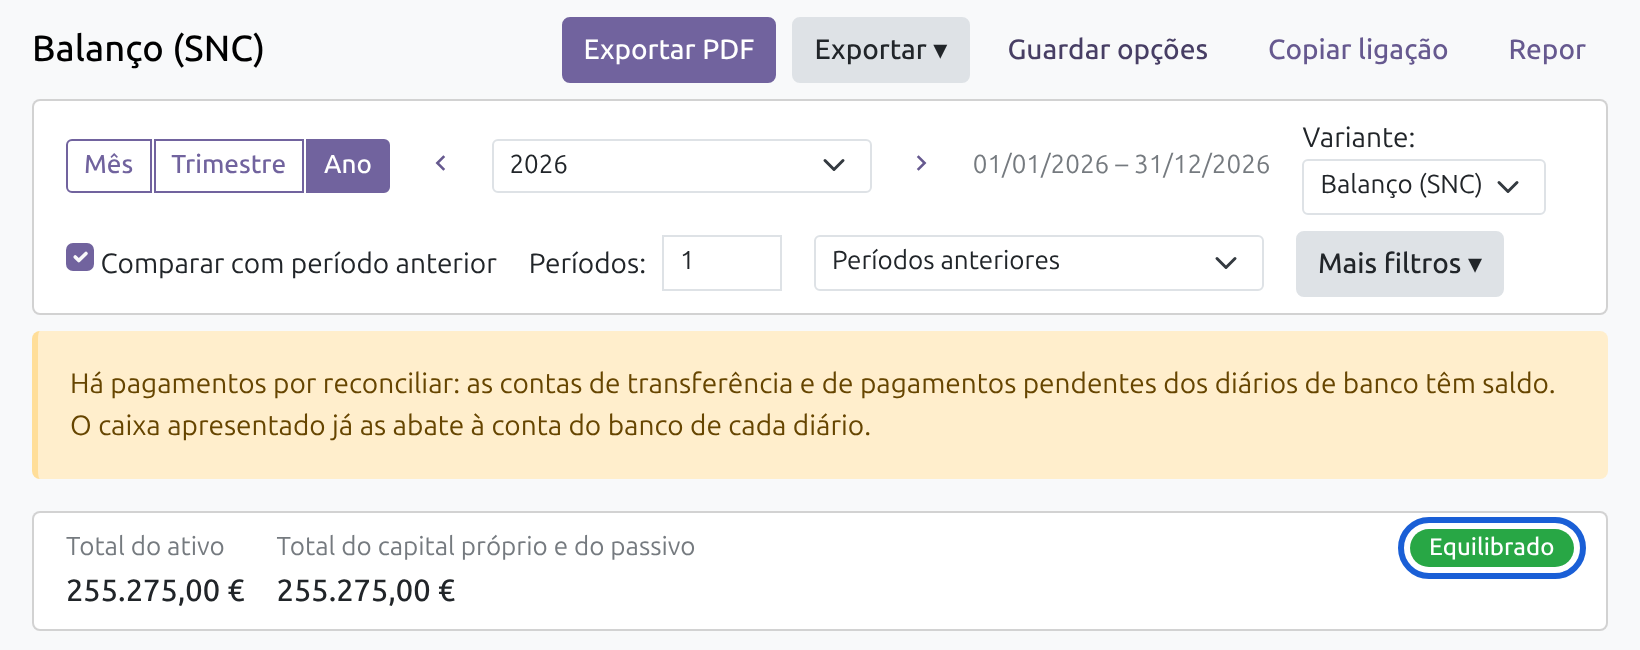 Balanço (SNC)
Exportar PDF
Exportar ▾
Guardar opções
Copiar ligação
Repor
Mês
Trimestre
Ano
2026
01/01/2026 – 31/12/2026
Variante:
Balanço (SNC)
Comparar com período anterior
Períodos:
1
Períodos anteriores
Mais filtros ▾
Há pagamentos por reconciliar: as contas de transferência e de pagamentos pendentes dos diários de banco têm saldo.
O caixa apresentado já as abate à conta do banco de cada diário.
Total do ativo
Total do capital próprio e do passivo
Equilibrado
255.275,00 €
255.275,00 €